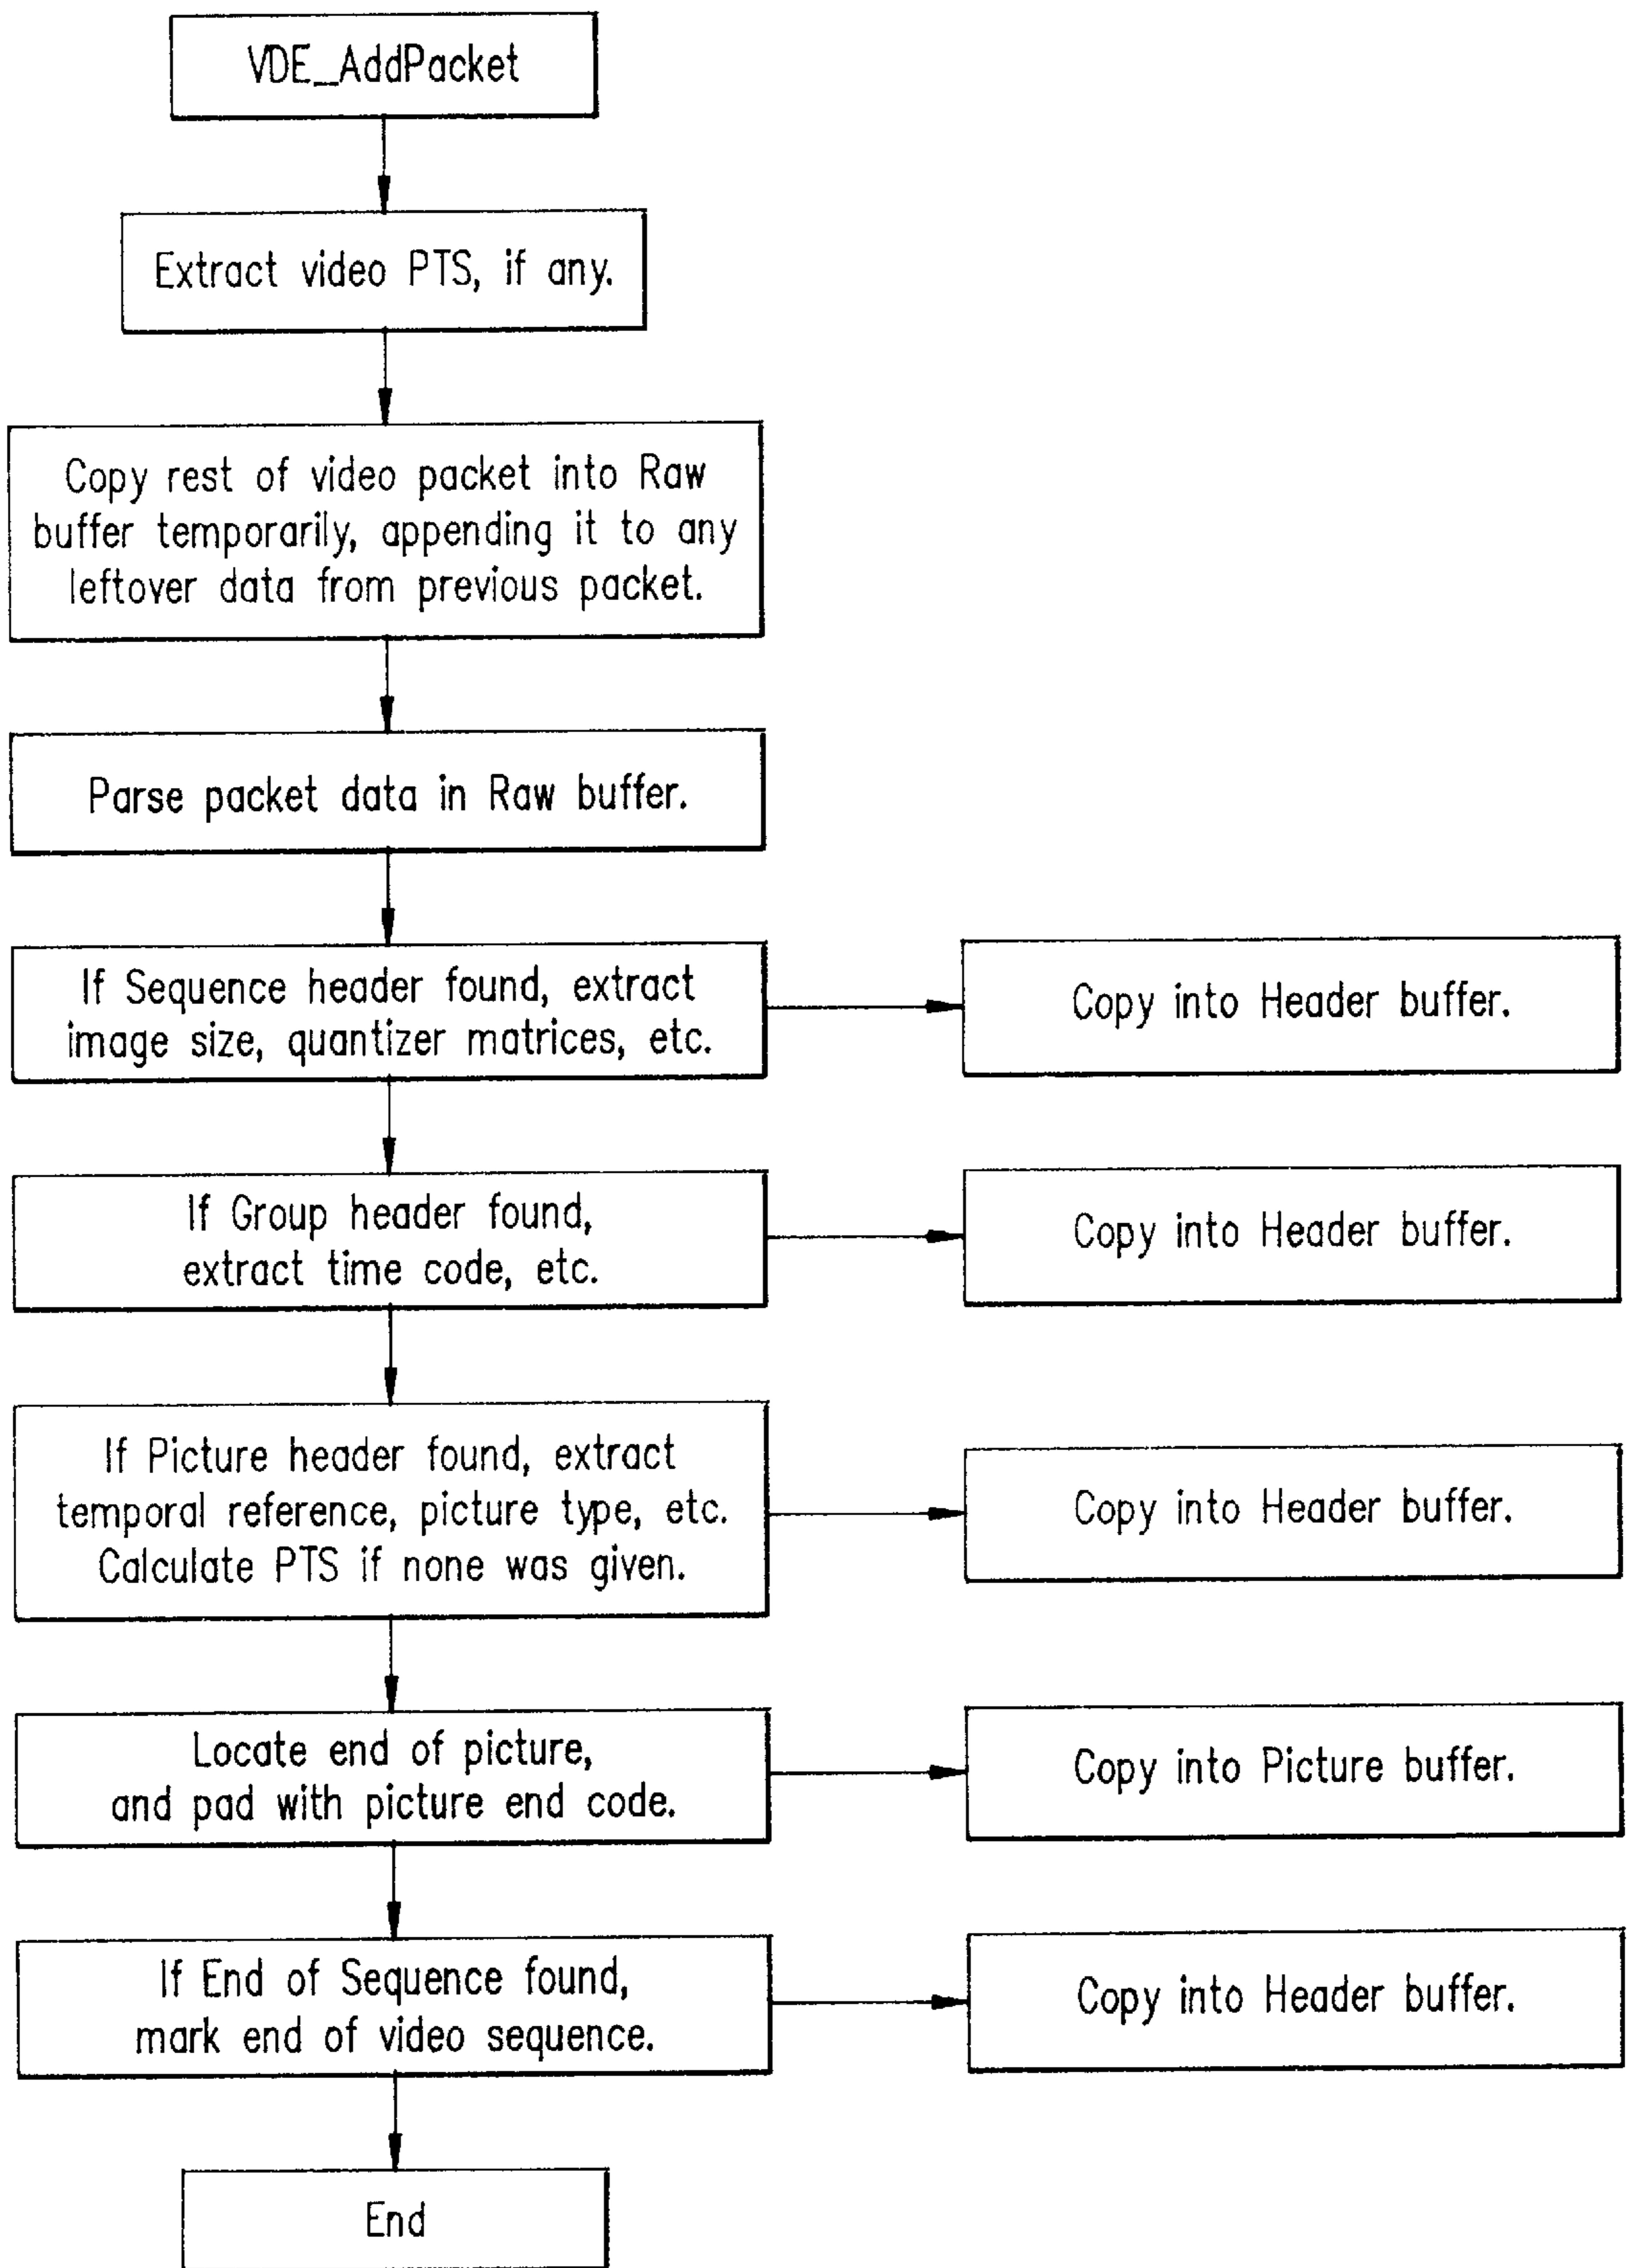 VDE_AddPacket
Extract video PTS, if any.
Copy rest of video packet into Raw
buffer temporarily, appending it to any
leftover data from previous packet.
Parse packet data in Raw buffer.
If Sequence header found, extract
image size, quantizer matrices, etc.
Copy into Header buffer.
If Group header found,
extract time code, etc.
Copy into Header buffer.
If Picture header found, extract
temporal reference, picture type, etc.
Calculate PTS if none was given.
Copy into Header buffer.
Locate end of picture,
and pad with picture end code.
Copy into Picture buffer.
If End of Sequence found,
mark end of video sequence.
Copy into Header buffer.
End